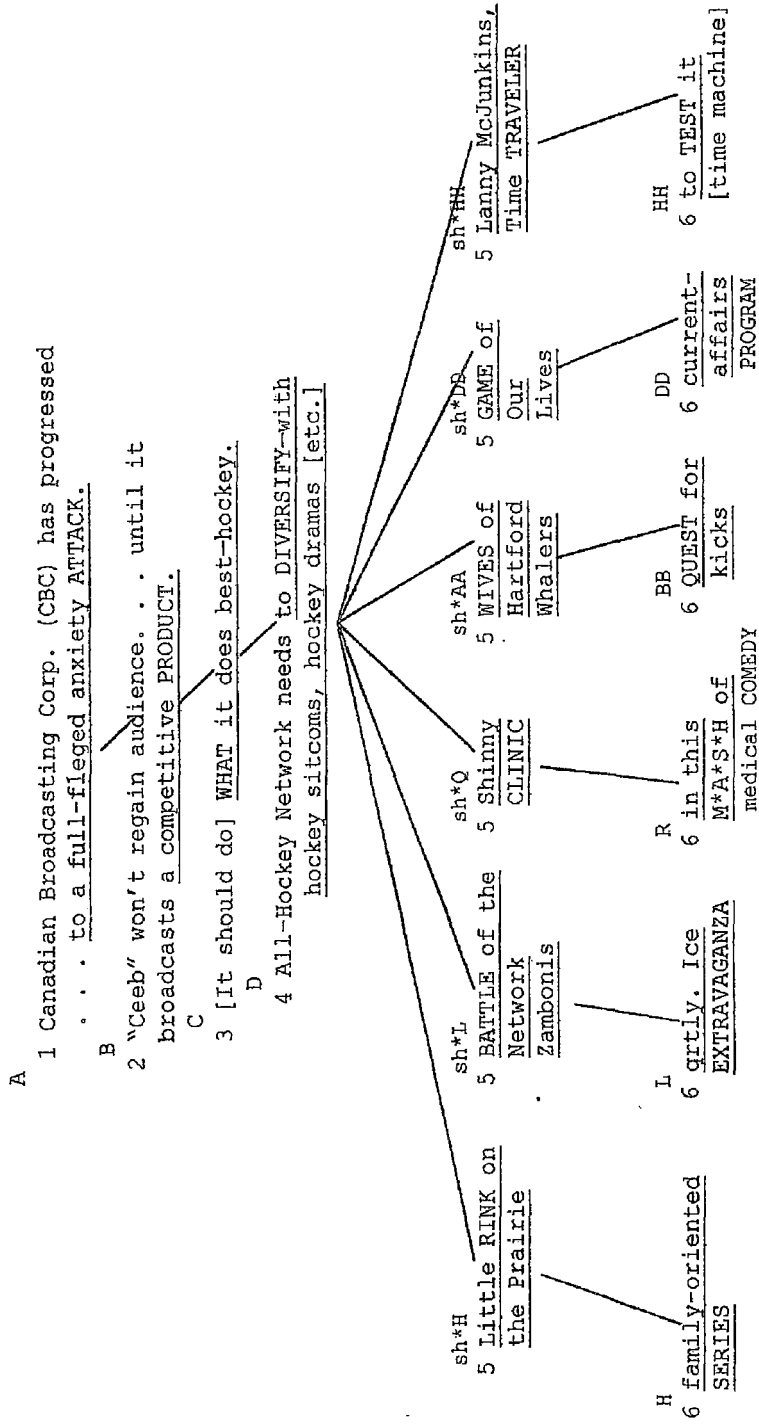 A
1 Canadian Broadcasting Corp. (CBC) has progressed
. . . to a full-fleged anxiety ATTACK.
B
2 "Ceeb" won't regain audience. . . until it
broadcasts a competitive PRODUCT.
C
3 [It should do] WHAT it does best-hockey.
D
4 All-Hockey Network needs to DIVERSIFY-with
hockey sitcoms, hockey dramas [etc.]
sh*H
5 Little RINK on
the Prairie
sh*L
5 BATTLE of the
Network
Zambonis
sh*Q
5 Shinny
CLINIC
sh*AA
5 WIVES of
Hartford
Whalers
sh*DD
5 GAME of
Our
Lives
sh*HH
5 Lanny McJunkins,
Time TRAVELER
H
6 family-oriented
SERIES
L
6 qrtly. Ice
EXTRAVAGANZA
R
6 in this
M*A*S*H of
medical COMEDY
BB
6 QUEST for
kicks
DD
6 current-
affairs
PROGRAM
HH
6 to TEST it
[time machine]